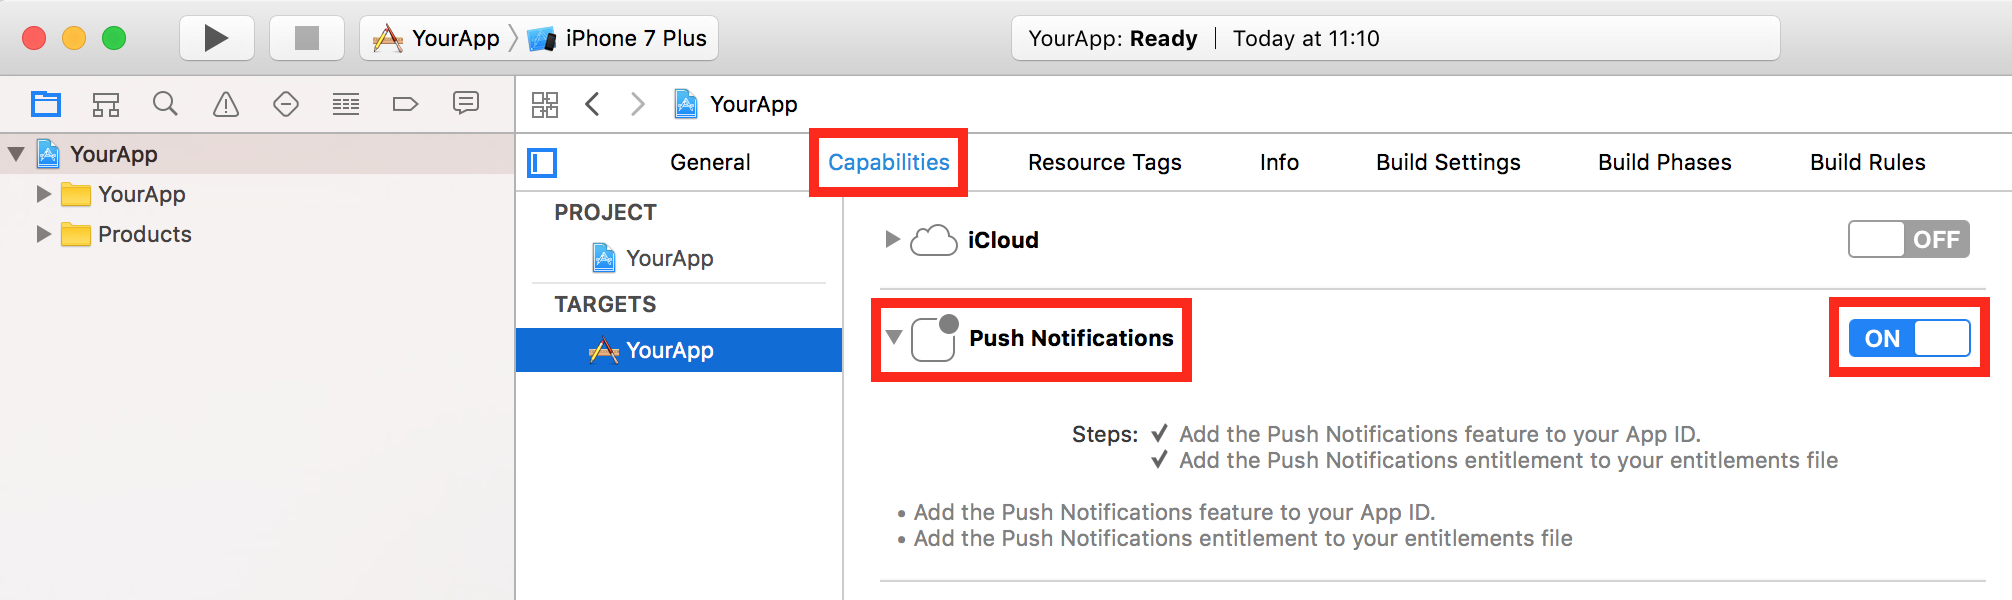 YourApp iPhone 7 Plus
YourApp: Ready Today at 11:10
YourApp
YourApp
YourApp
Products
General Capabilities Resource Tags Info Build Settings Build Phases Build Rules
PROJECT
YourApp
TARGETS
YourApp
iCloud OFF
Push Notifications ON
Steps: ✓ Add the Push Notifications feature to your App ID.
✓ Add the Push Notifications entitlement to your entitlements file
• Add the Push Notifications feature to your App ID.
• Add the Push Notifications entitlement to your entitlements file